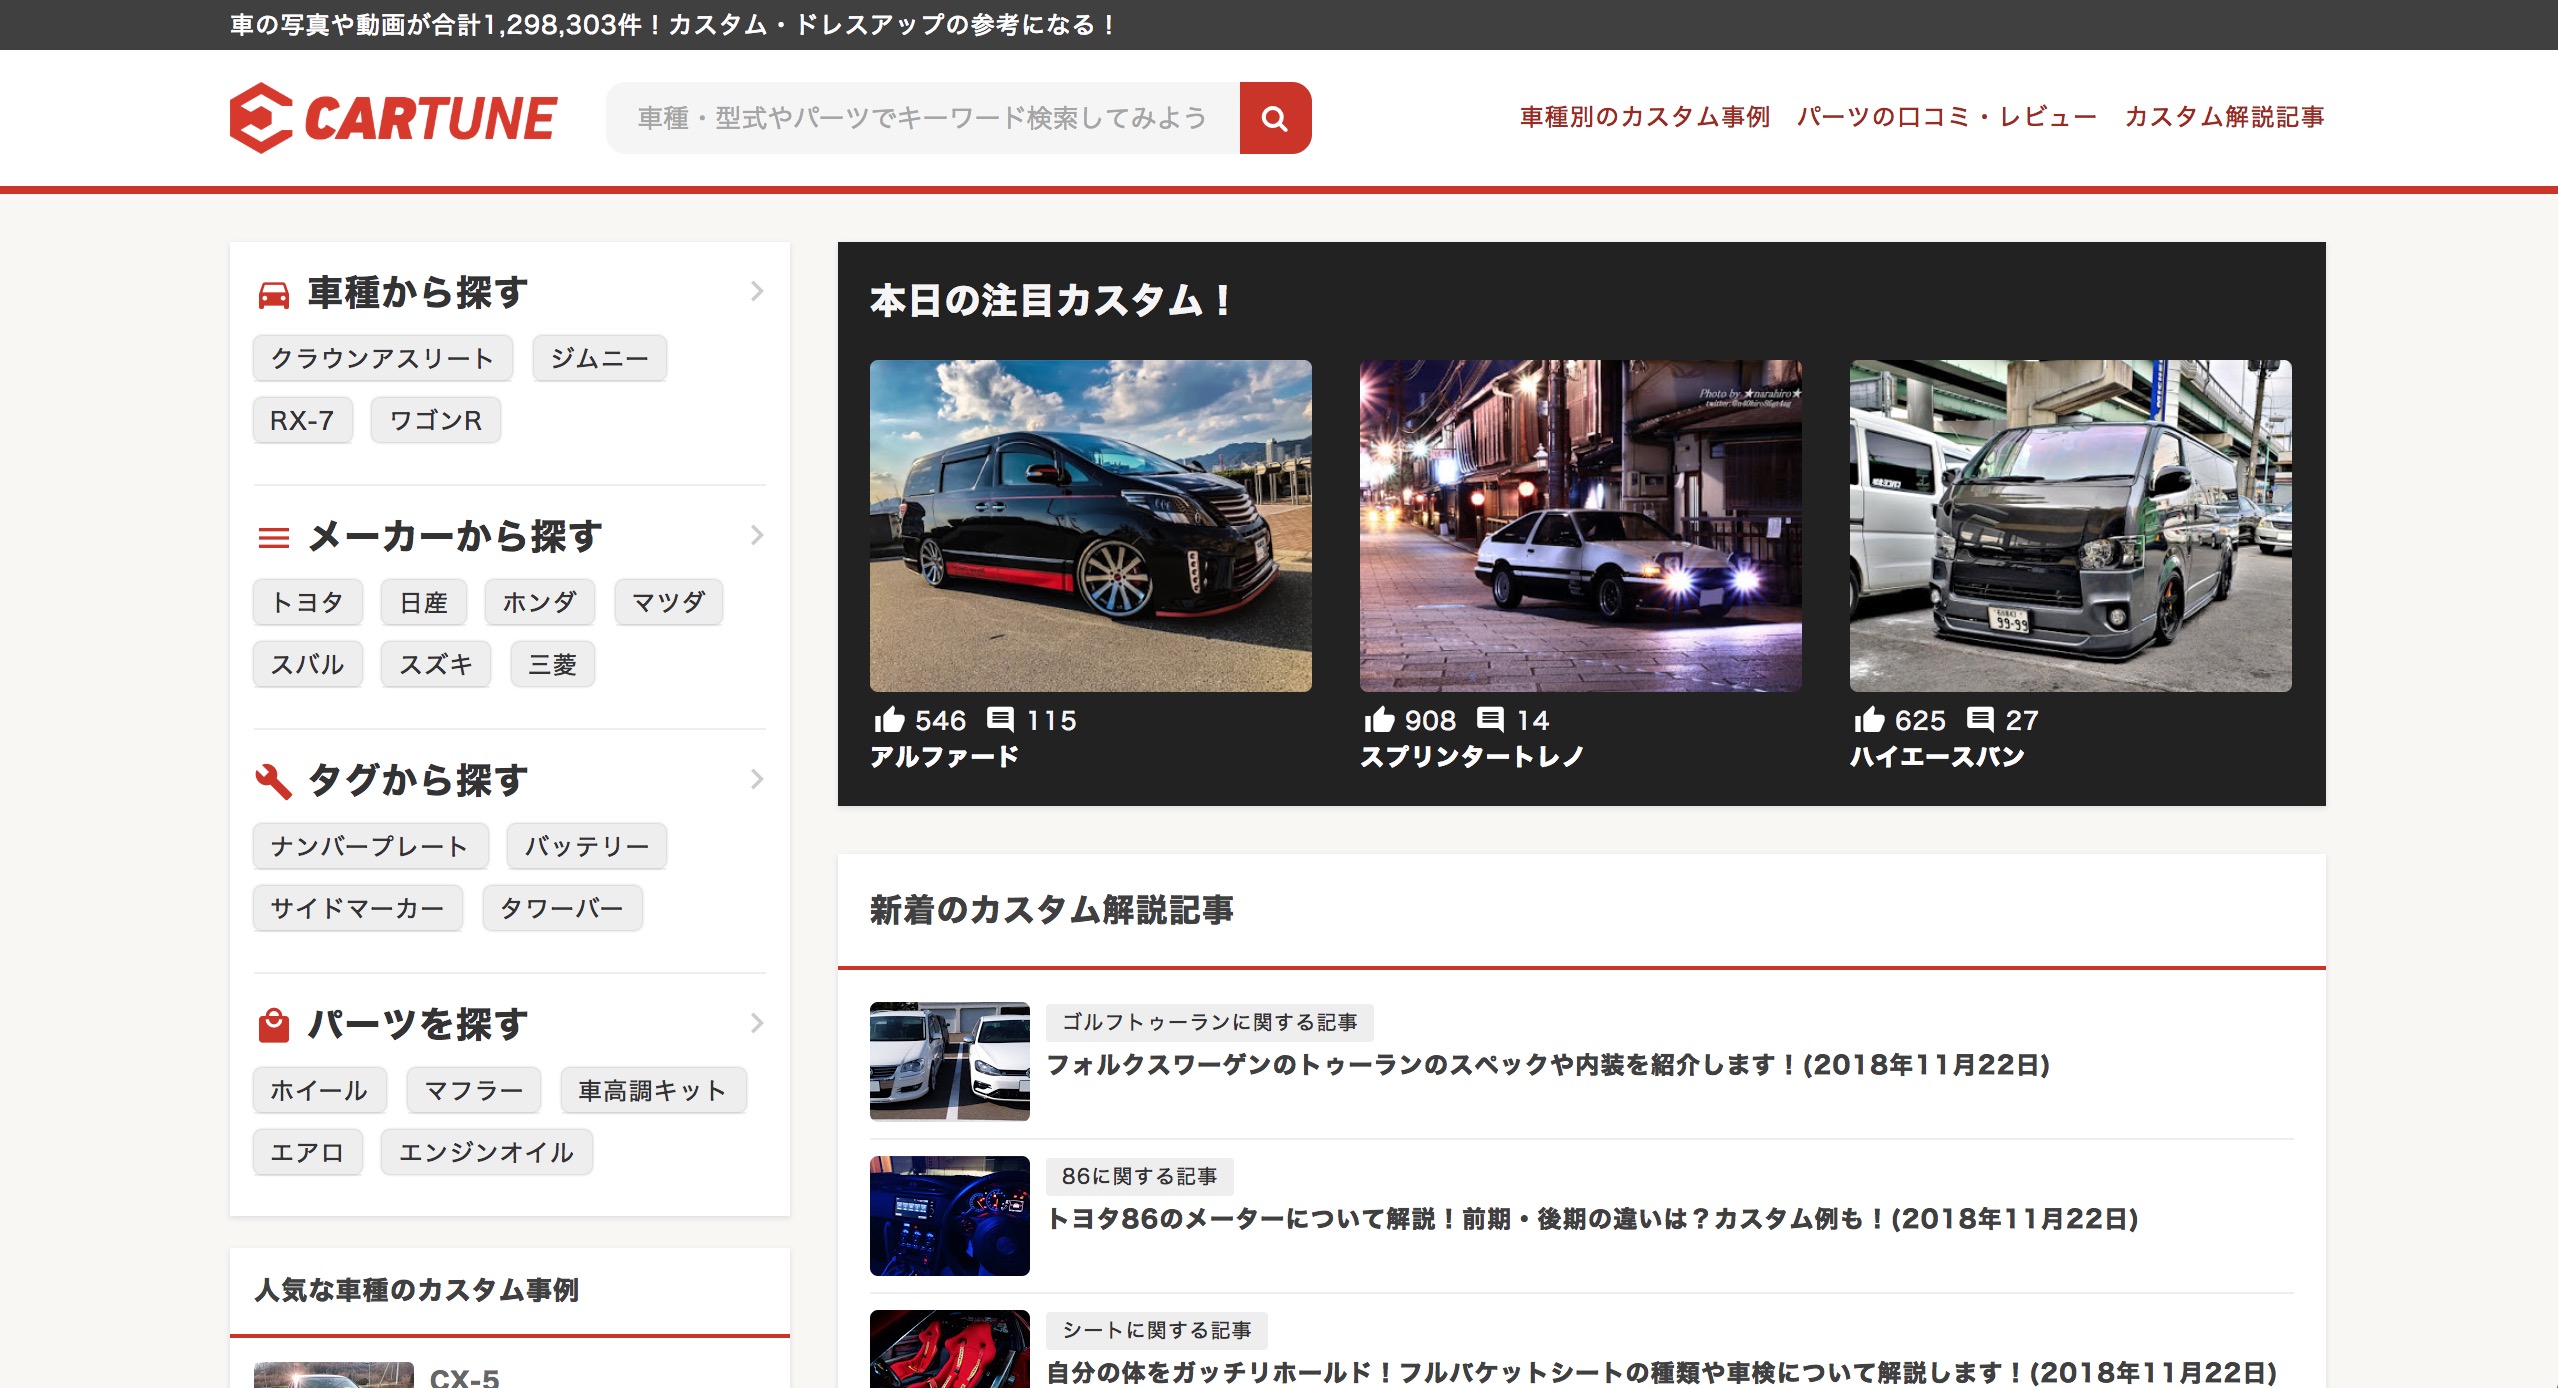 車の写真や動画が合計1,298,303件！カスタム・ドレスアップの参考になる！
CARTUNE
車種・型式やパーツでキーワード検索してみよう
車種別のカスタム事例 パーツの口コミ・レビュー カスタム解説記事
車種から探す
クラウンアスリート ジムニー
RX-7 ワゴンR
メーカーから探す
トヨタ 日産 ホンダ マツダ
スバル スズキ 三菱
タグから探す
ナンバープレート バッテリー
サイドマーカー タワーバー
パーツを探す
ホイール マフラー 車高調キット
エアロ エンジンオイル
人気な車種のカスタム事例
CX-5
本日の注目カスタム！
Photo by ★narahiro★
99-99
546 115
アルファード
908 14
スプリンタートレノ
625 27
ハイエースバン
新着のカスタム解説記事
ゴルフトゥーランに関する記事
フォルクスワーゲンのトゥーランのスペックや内装を紹介します！(2018年11月22日)
86に関する記事
トヨタ86のメーターについて解説！前期・後期の違いは？カスタム例も！(2018年11月22日)
シートに関する記事
自分の体をガッチリホールド！フルバケットシートの種類や車検について解説します！(2018年11月22日)